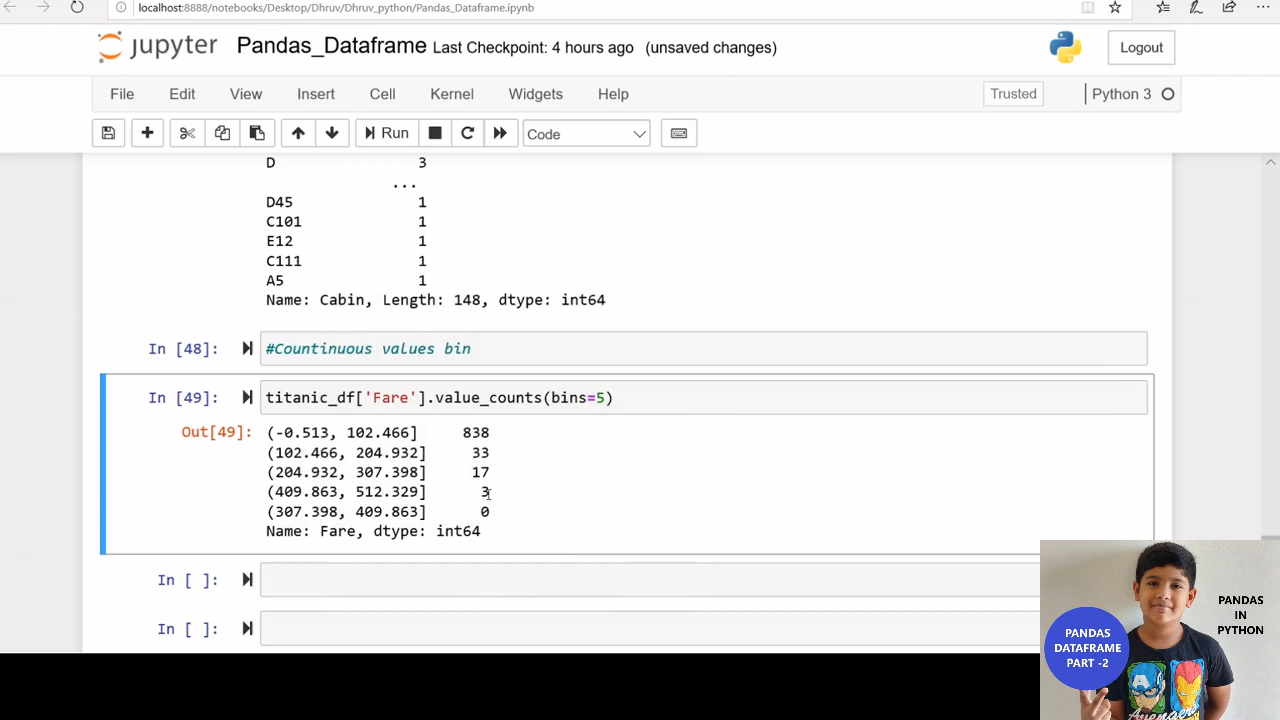 localhost:8888/notebooks/Desktop/Dhruv/Dhruv_python/Pandas_Dataframe.ipynb
jupyter Pandas_Dataframe Last Checkpoint: 4 hours ago (unsaved changes) Logout
File Edit View Insert Cell Kernel Widgets Help Trusted Python 3
Run Code
D 3
...
D45 1
C101 1
E12 1
C111 1
A5 1
Name: Cabin, Length: 148, dtype: int64
In [48]: #Countinuous values bin
In [49]: titanic_df['Fare'].value_counts(bins=5)
Out[49]: (-0.513, 102.466] 838
(102.466, 204.932] 33
(204.932, 307.398] 17
(409.863, 512.329] 3
(307.398, 409.863] 0
Name: Fare, dtype: int64
In [ ]:
In [ ]:
PANDAS
IN
PYTHON
PANDAS
DATAFRAME
PART -2
Avengers